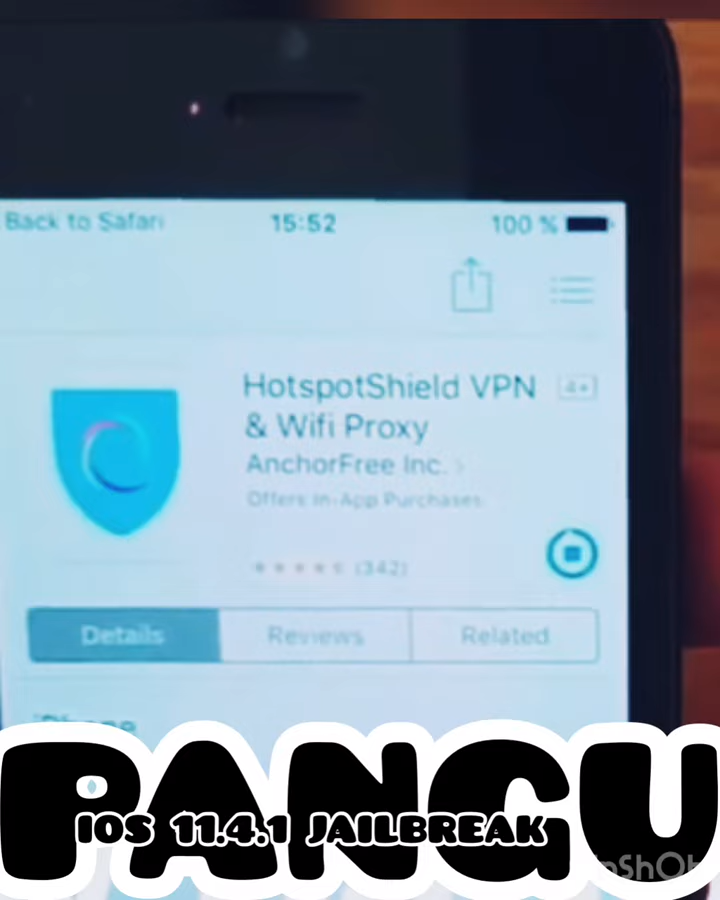 Back to Safari 15:52 100 %
HotspotShield VPN 4+
& Wifi Proxy
AnchorFree Inc.
Offers In-App Purchases
(342)
Details Reviews Related
iPhone
PANGU
iOS 11.4.1 JAILBREAK